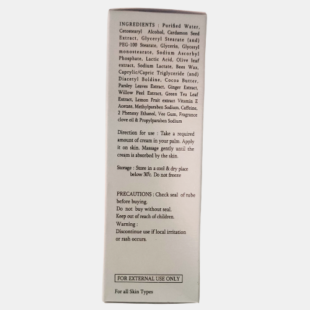 INGREDIENTS : Purified Water,
Cetostearyl Alcohol, Cardamon Seed
Extract, Glyceryl Stearate (and)
PEG-100 Stearate, Glycerin, Glyceryl
monostearate, Sodium Ascorbyl
Phosphate, Lactic Acid, Olive leaf
extract, Sodium Lactate, Bees Wax,
Caprylic/Capric Triglyceride (and)
Diacaryl Boldine, Cocoa Butter,
Parsley Leaves Extract, Ginger Extract,
Willow Extract, Green Tea Leaf
Extract, Lemon Fruit extract Vitamin E
Acetate, Methylparaben Sodium, Caffeine,
2 Phenoxy Ethanol, Gum, Fragrance
clove oil & Propylparaben Sodium
Direction for use : Take a required
amount of cream in your palm. Apply
it on skin. Massage gently until the
cream is absorbed by the skin.
Storage : Store in a cool & dry place
below Do not freeze
PRECAUTIONS : Check seal of tube
before buying.
Do not buy without seal.
Keep out of reach of children.
Warning :
Discontinue use if local irritation
or rash occurs.
FOR EXTERNAL USE ONLY
For all Skin Types